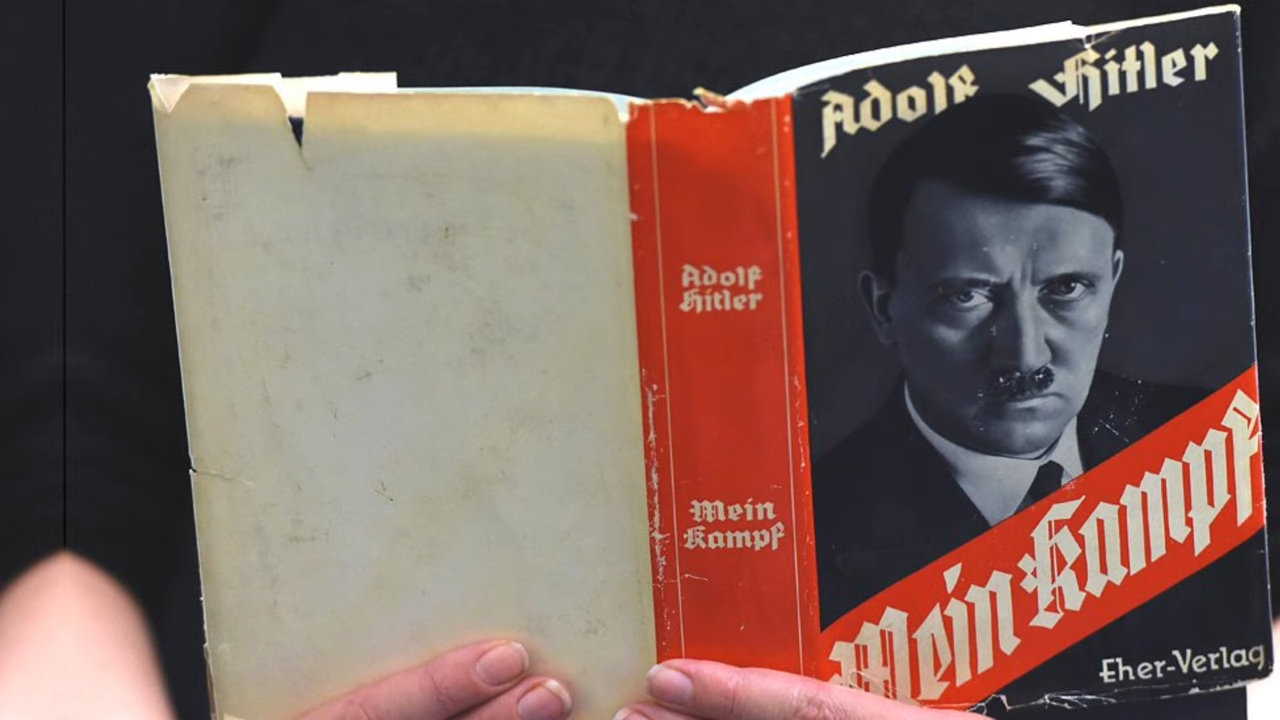 Adolf
Hitler
Mein
Kampf
Adolf Hitler
Mein Kampf
Eher-Verlag